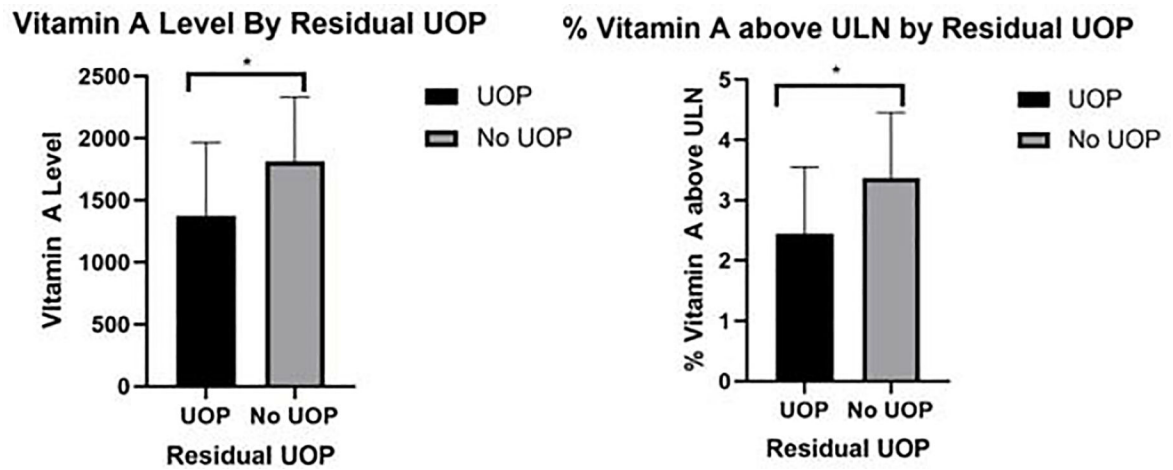 Vitamin A Level By Residual UOP
*
2500
2000
1500
1000
500
0
VItamin A Level
UOP
No UOP
UOP No UOP
Residual UOP
% Vitamin A above ULN by Residual UOP
*
5
4
3
2
1
0
% Vitamin A above ULN
UOP
No UOP
UOP No UOP
Residual UOP